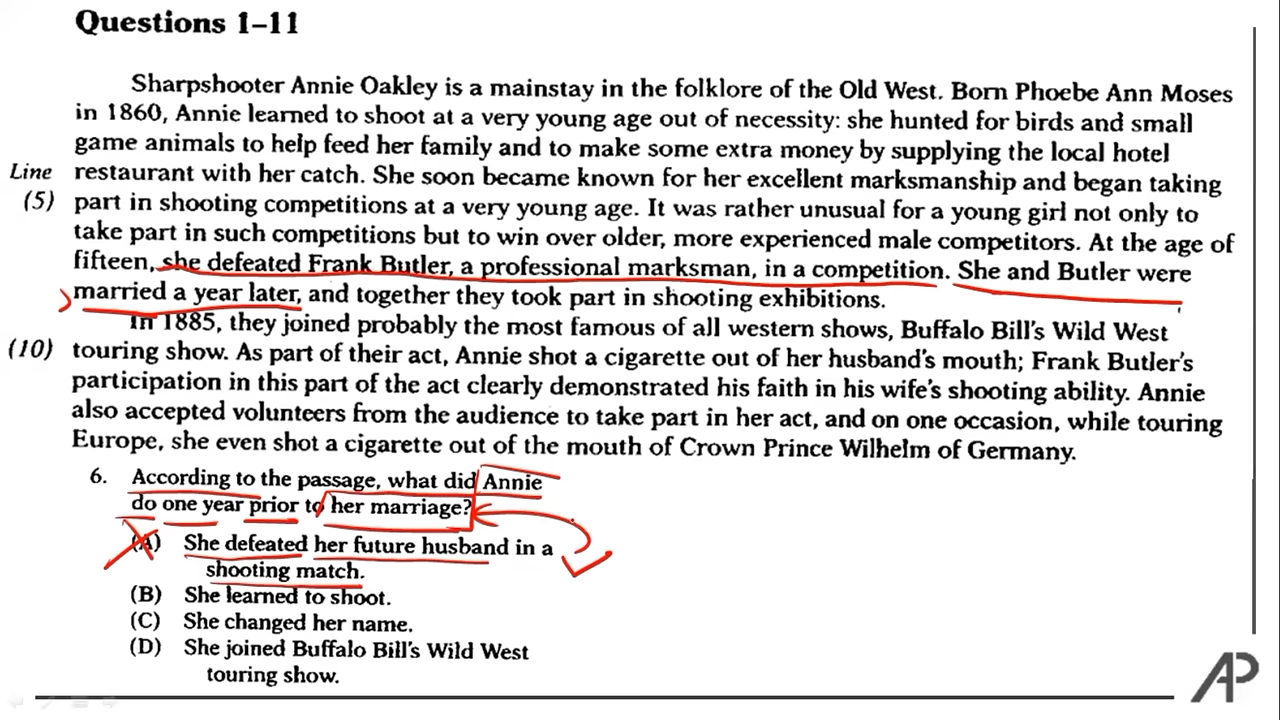 Questions 1–11
Sharpshooter Annie Oakley is a mainstay in the folklore of the Old West. Born Phoebe Ann Moses
in 1860, Annie learned to shoot at a very young age out of necessity: she hunted for birds and small
game animals to help feed her family and to make some extra money by supplying the local hotel
Line restaurant with her catch. She soon became known for her excellent marksmanship and began taking
(5) part in shooting competitions at a very young age. It was rather unusual for a young girl not only to
take part in such competitions but to win over older, more experienced male competitors. At the age of
fifteen, she defeated Frank Butler, a professional marksman, in a competition. She and Butler were
married a year later, and together they took part in shooting exhibitions.
In 1885, they joined probably the most famous of all western shows, Buffalo Bill's Wild West
(10) touring show. As part of their act, Annie shot a cigarette out of her husband's mouth; Frank Butler's
participation in this part of the act clearly demonstrated his faith in his wife's shooting ability. Annie
also accepted volunteers from the audience to take part in her act, and on one occasion, while touring
Europe, she even shot a cigarette out of the mouth of Crown Prince Wilhelm of Germany.
6. According to the passage, what did Annie
do one year prior to her marriage?
(A) She defeated her future husband in a
shooting match.
(B) She learned to shoot.
(C) She changed her name.
(D) She joined Buffalo Bill's Wild West
touring show.
AP